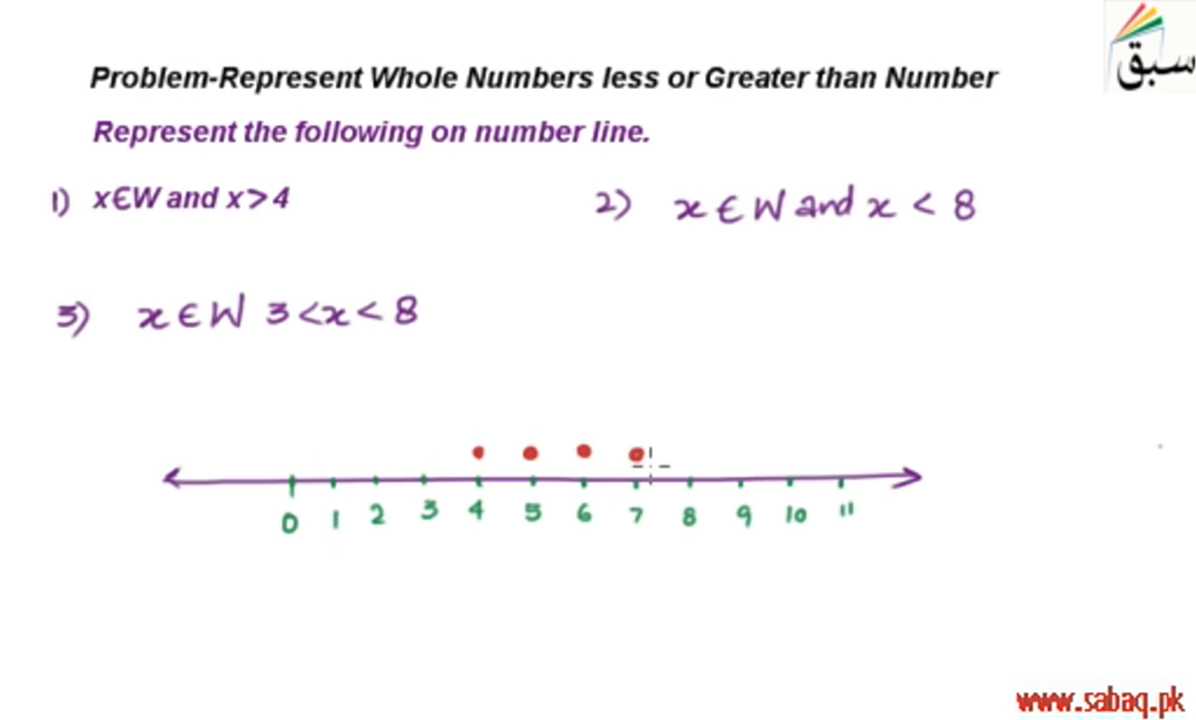 سبق
Problem-Represent Whole Numbers less or Greater than Number
Represent the following on number line.
1) x∈W and x>4
2) x ∈ W and x < 8
3) x ∈ W 3 < x < 8
0 1 2 3 4 5 6 7 8 9 10 11
www.sabaq.pk